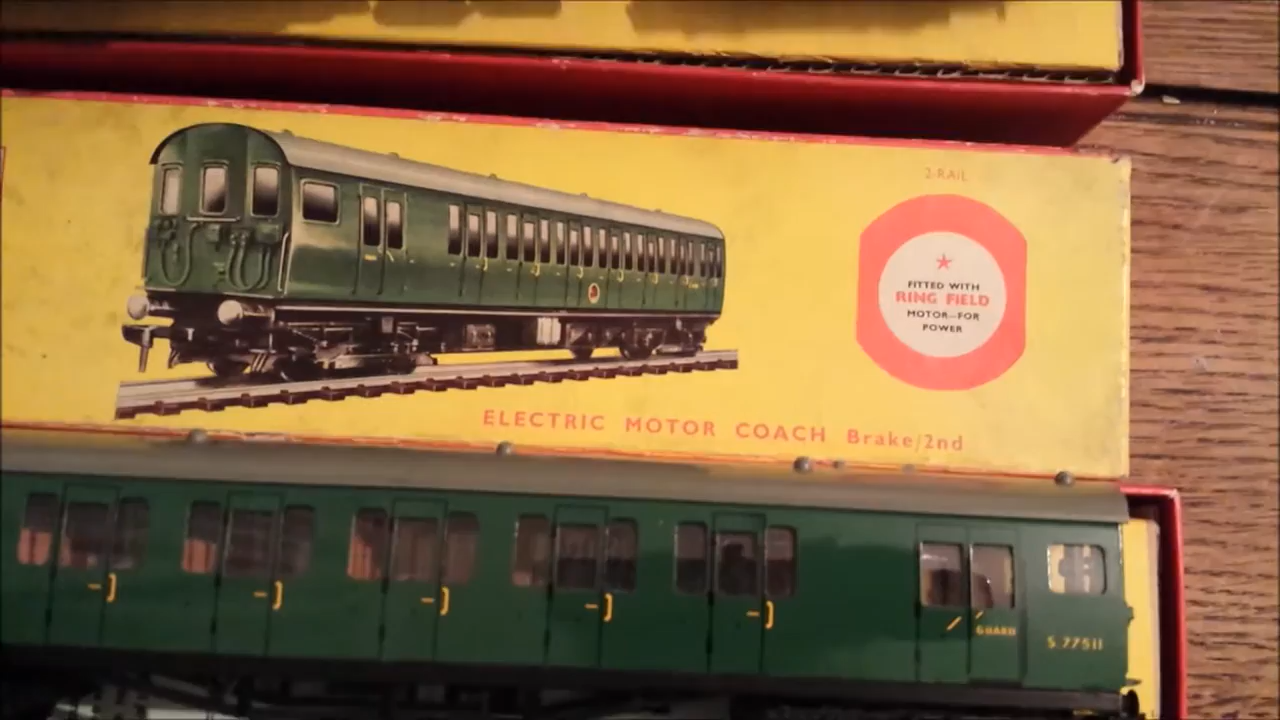 2-RAIL
FITTED WITH
RING FIELD
MOTOR—FOR
POWER
ELECTRIC MOTOR COACH Brake/2nd
GUARD
S.77511